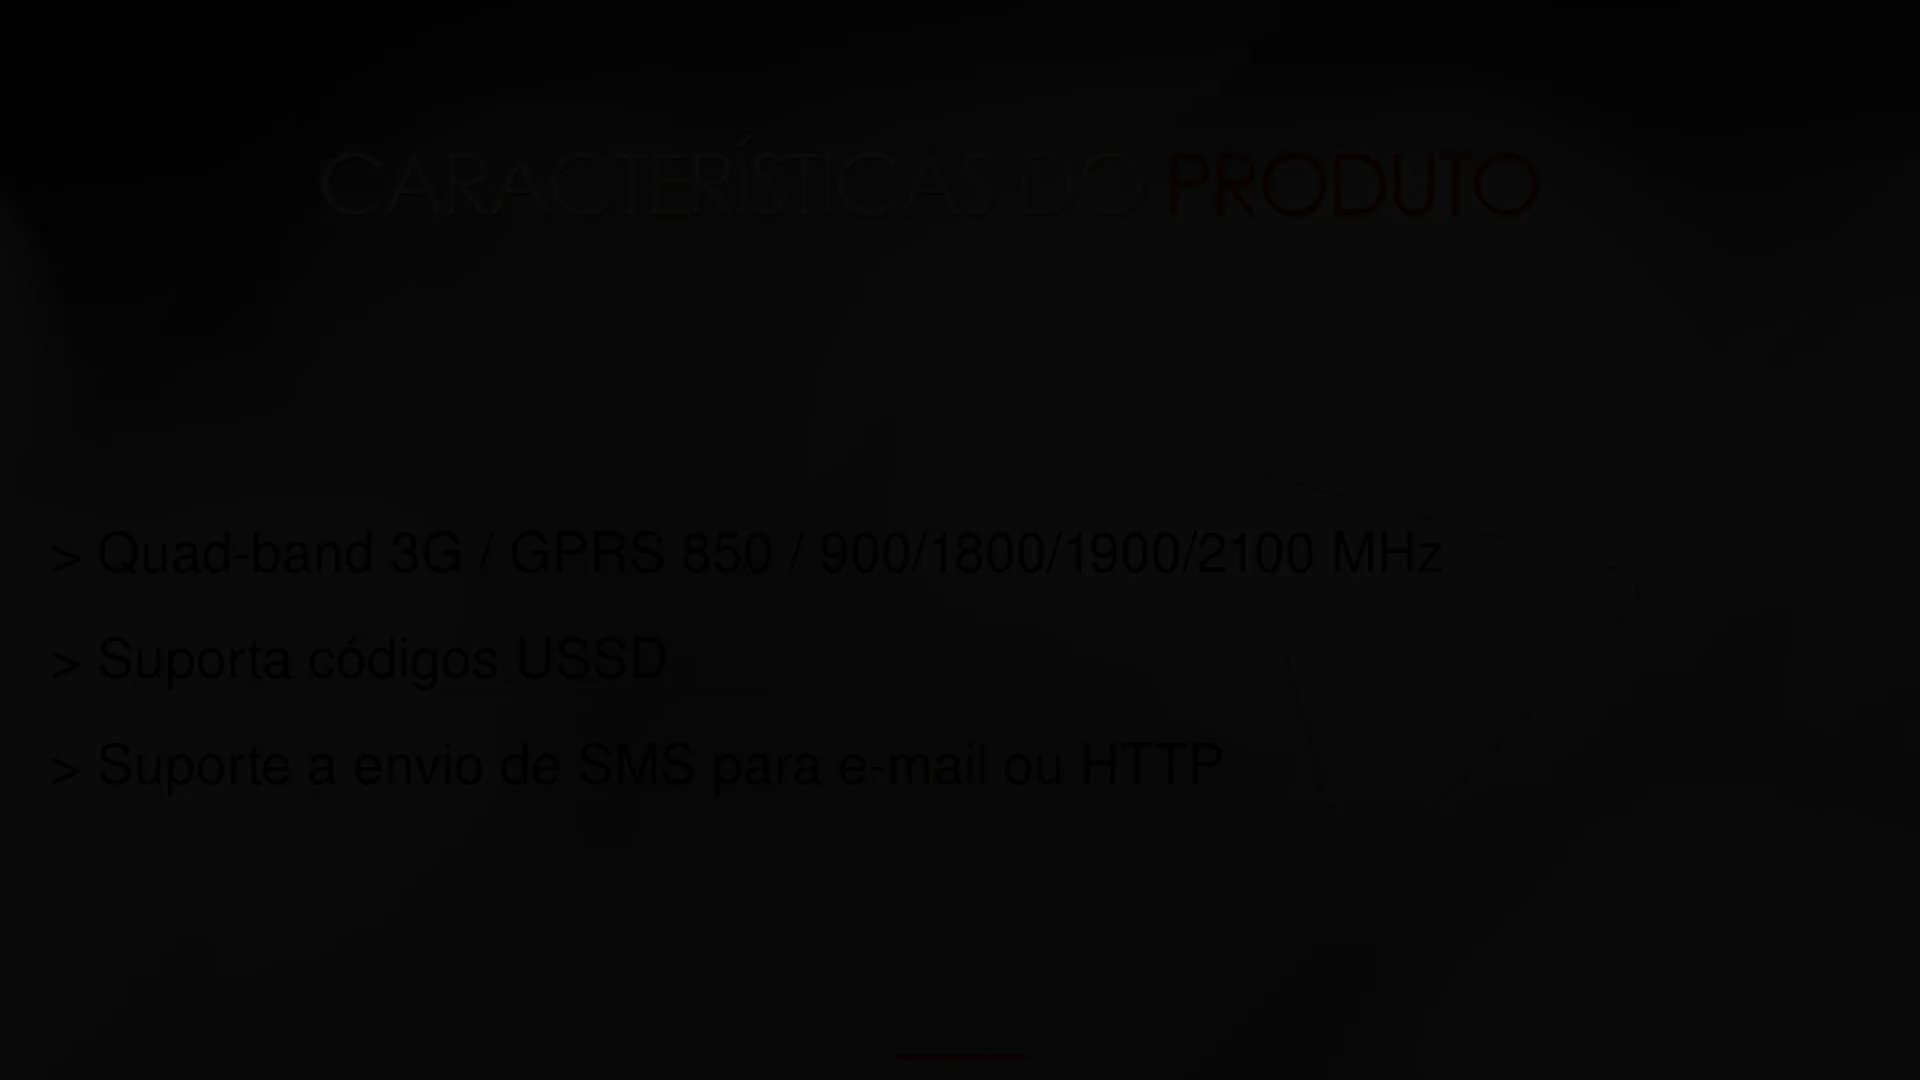 CARACTERÍSTICAS DO PRODUTO
> Quad-band 3G / GPRS 850 / 900/1800/1900/2100 MHz
> Suporta códigos USSD
> Suporte a envio de SMS para e-mail ou HTTP